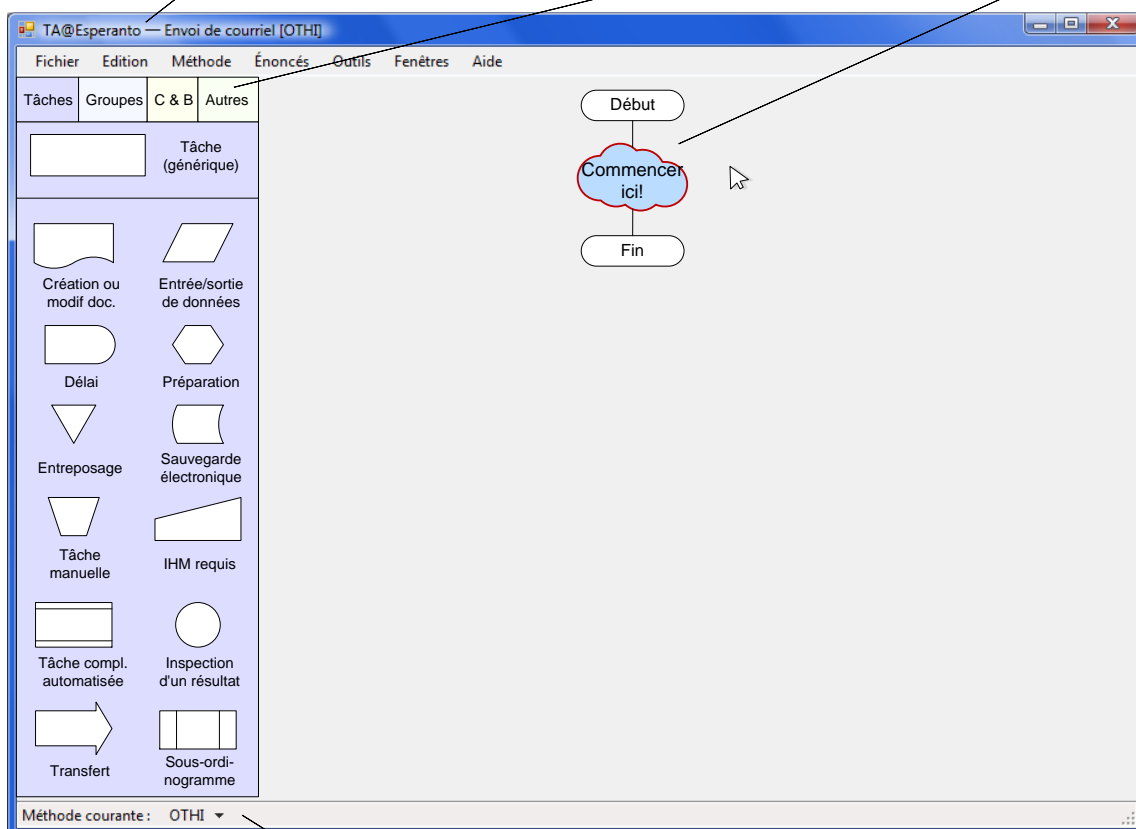 TA@Esperanto — Envoi de courriel [OTHI]
Fichier Edition Méthode Énoncés Outils Fenêtres Aide
Tâches Groupes C & B Autres
Tâche
(générique)
Début
Commencer
ici!
Fin
Création ou
modif doc.
Entrée/sortie
de données
Délai
Préparation
Entreposage
Sauvegarde
électronique
Tâche
manuelle
IHM requis
Tâche compl.
automatisée
Inspection
d'un résultat
Transfert
Sous-ordi-
nogramme
Méthode courante : OTHI